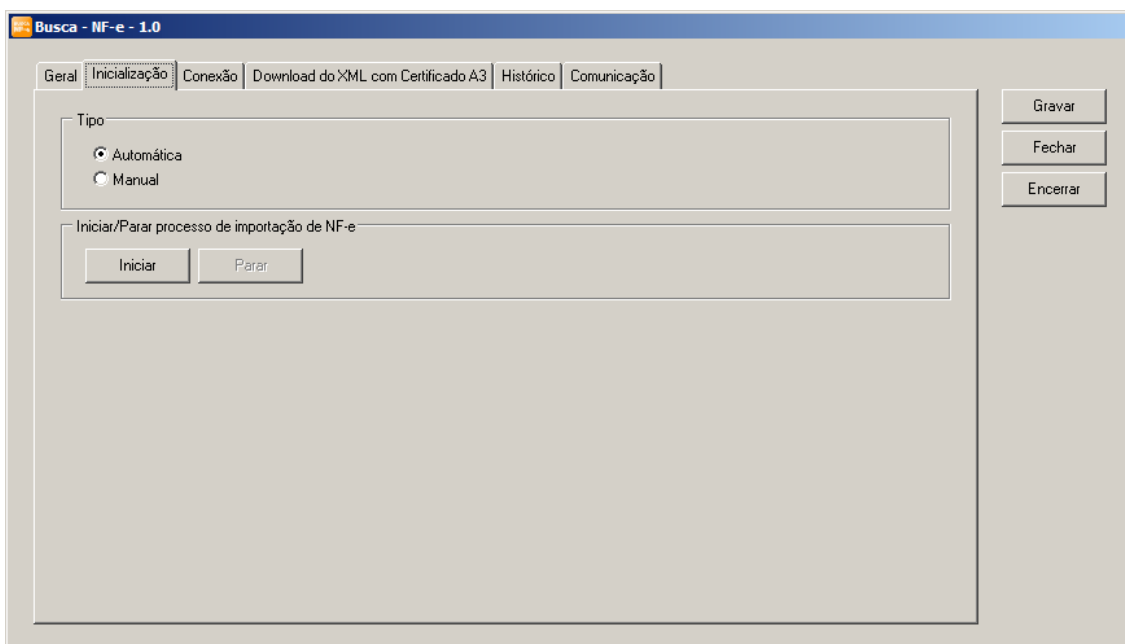 Busca - NF-e - 1.0
Geral Inicialização Conexão Download do XML com Certificado A3 Histórico Comunicação
Tipo
Automática
Manual
Iniciar/Parar processo de importação de NF-e
Iniciar Parar
Gravar
Fechar
Encerrar